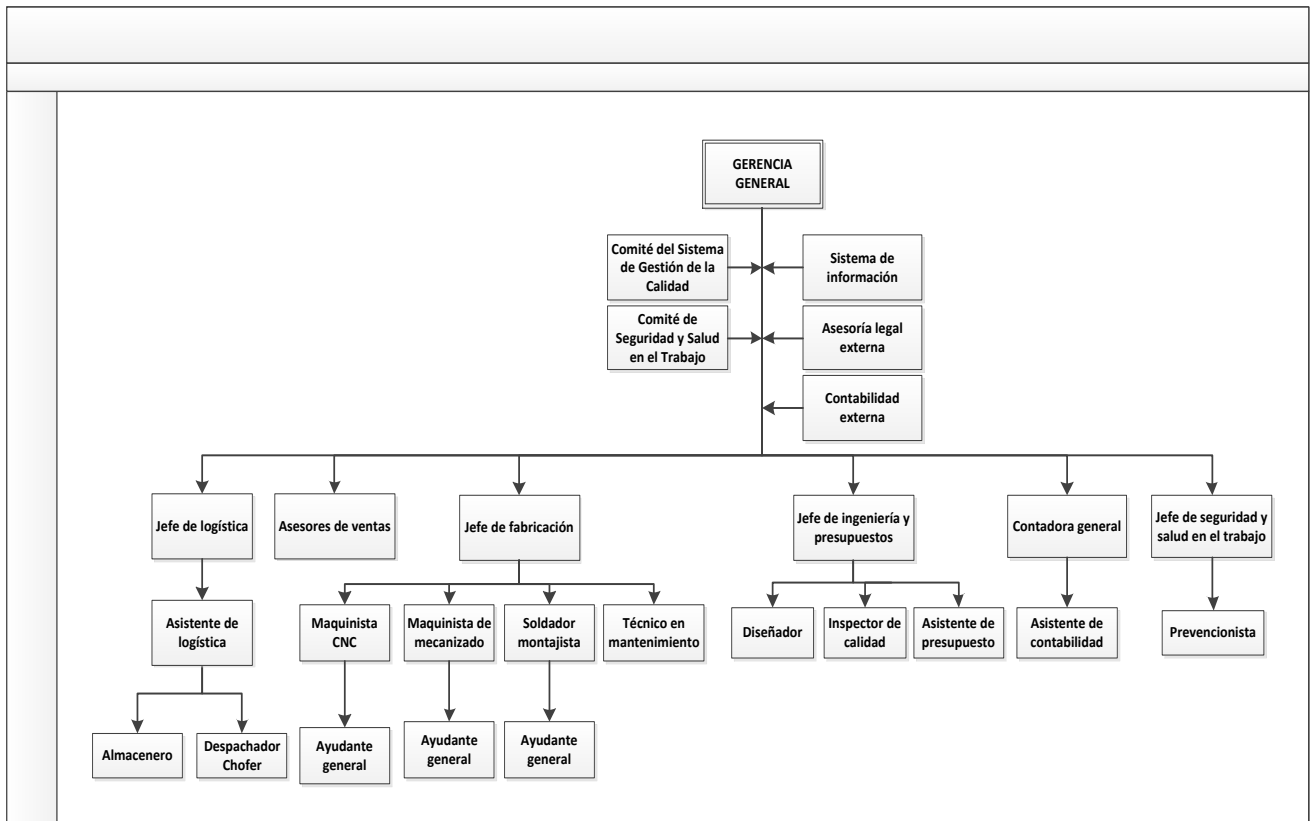 GERENCIA
GENERAL
Comité del Sistema
de Gestión de la
Calidad
Sistema de
información
Comité de
Seguridad y Salud
en el Trabajo
Asesoría legal
externa
Contabilidad
externa
Jefe de logística
Asesores de ventas
Jefe de fabricación
Jefe de ingeniería y
presupuestos
Contadora general
Jefe de seguridad y
salud en el trabajo
Asistente de
logística
Maquinista
CNC
Maquinista de
mecanizado
Soldador
montajista
Técnico en
mantenimiento
Diseñador
Inspector de
calidad
Asistente de
presupuesto
Asistente de
contabilidad
Prevencionista
Almacenero
Despachador
Chofer
Ayudante
general
Ayudante
general
Ayudante
general